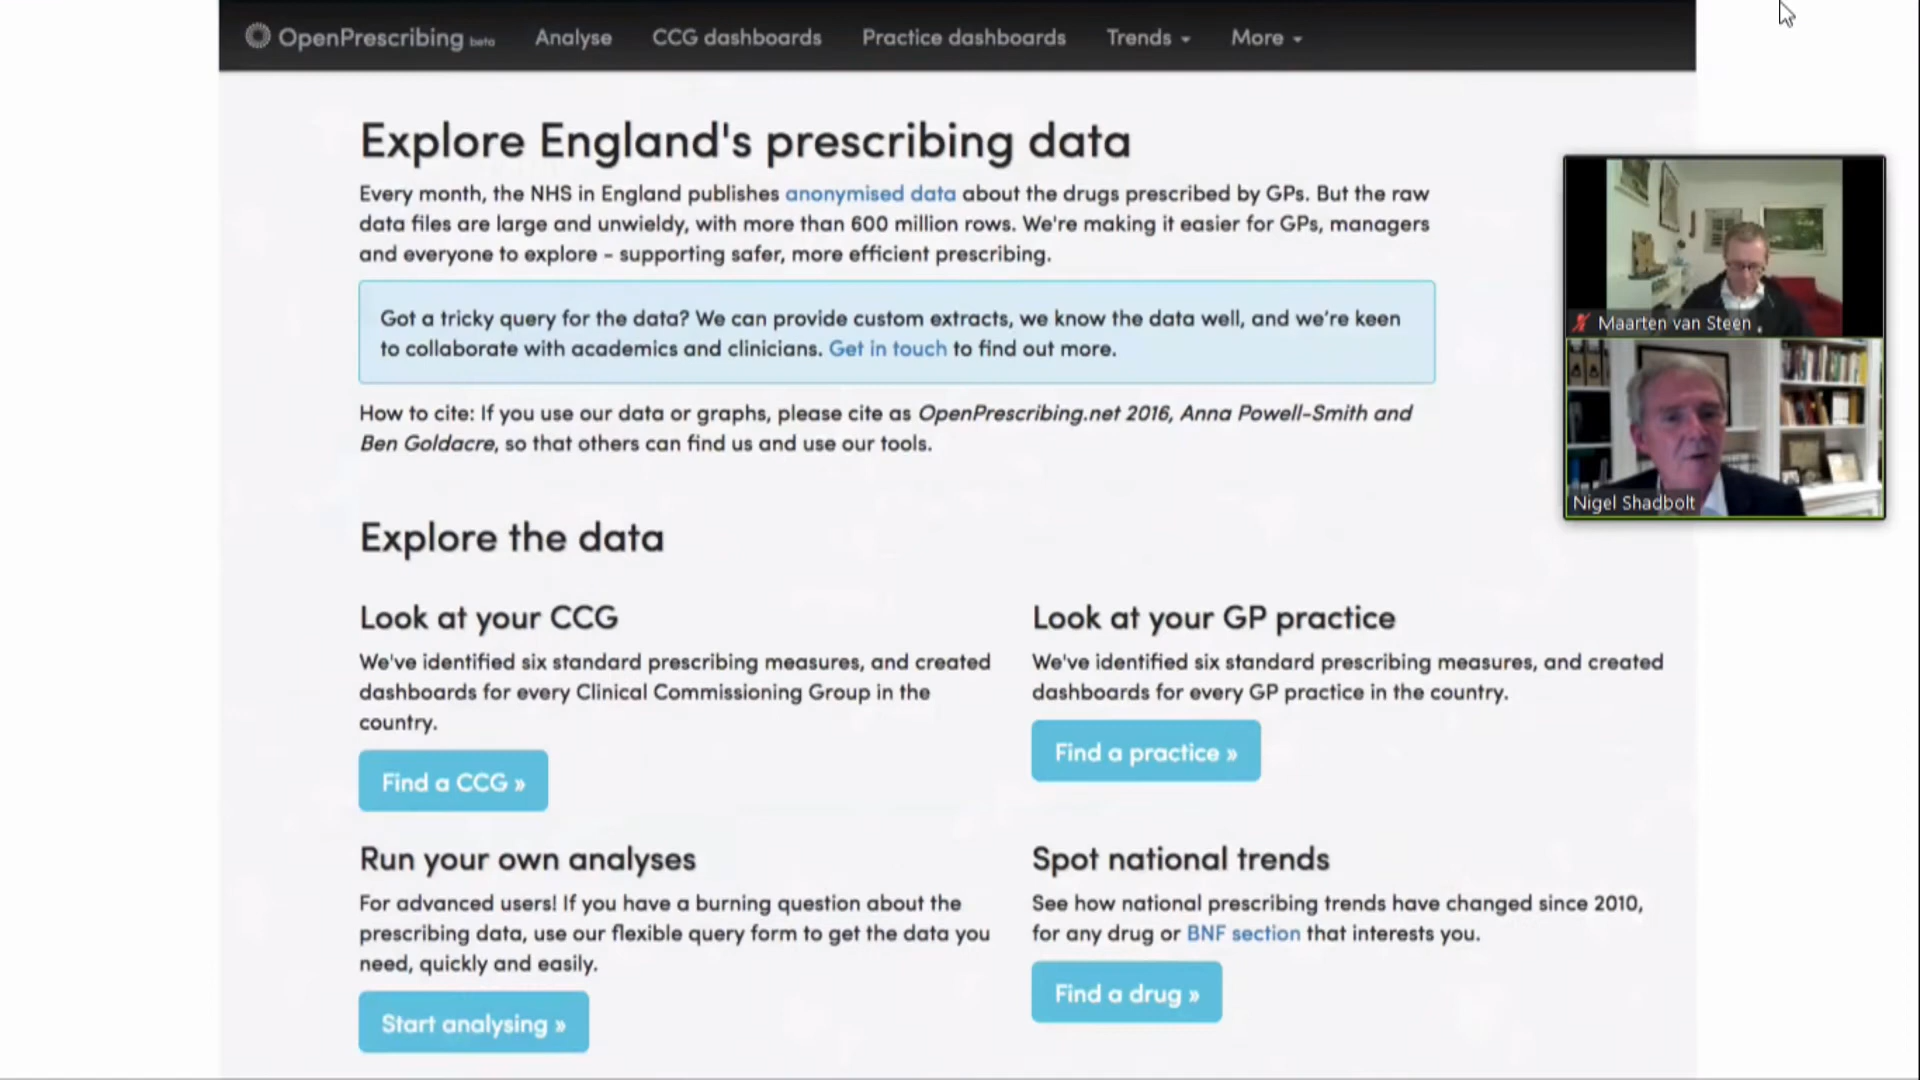 OpenPrescribing beta Analyse CCG dashboards Practice dashboards Trends More
Explore England's prescribing data
Every month, the NHS in England publishes anonymised data about the drugs prescribed by GPs. But the raw
data files are large and unwieldy, with more than 600 million rows. We're making it easier for GPs, managers
and everyone to explore - supporting safer, more efficient prescribing.
Got a tricky query for the data? We can provide custom extracts, we know the data well, and we're keen
to collaborate with academics and clinicians. Get in touch to find out more.
How to cite: If you use our data or graphs, please cite as OpenPrescribing.net 2016, Anna Powell-Smith and
Ben Goldacre, so that others can find us and use our tools.
Maarten van Steen
Nigel Shadbolt
Explore the data
Look at your CCG
We've identified six standard prescribing measures, and created
dashboards for every Clinical Commissioning Group in the
country.
Find a CCG »
Look at your GP practice
We've identified six standard prescribing measures, and created
dashboards for every GP practice in the country.
Find a practice »
Run your own analyses
For advanced users! If you have a burning question about the
prescribing data, use our flexible query form to get the data you
need, quickly and easily.
Start analysing »
Spot national trends
See how national prescribing trends have changed since 2010,
for any drug or BNF section that interests you.
Find a drug »